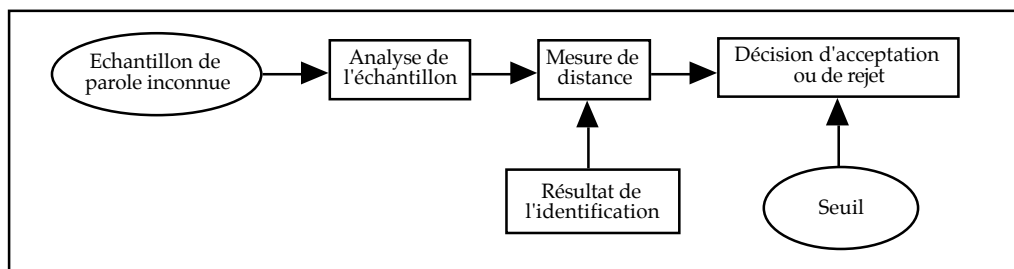 Echantillon de
parole inconnue
Analyse de
l'échantillon
Mesure de
distance
Décision d'acceptation
ou de rejet
Résultat de
l'identification
Seuil